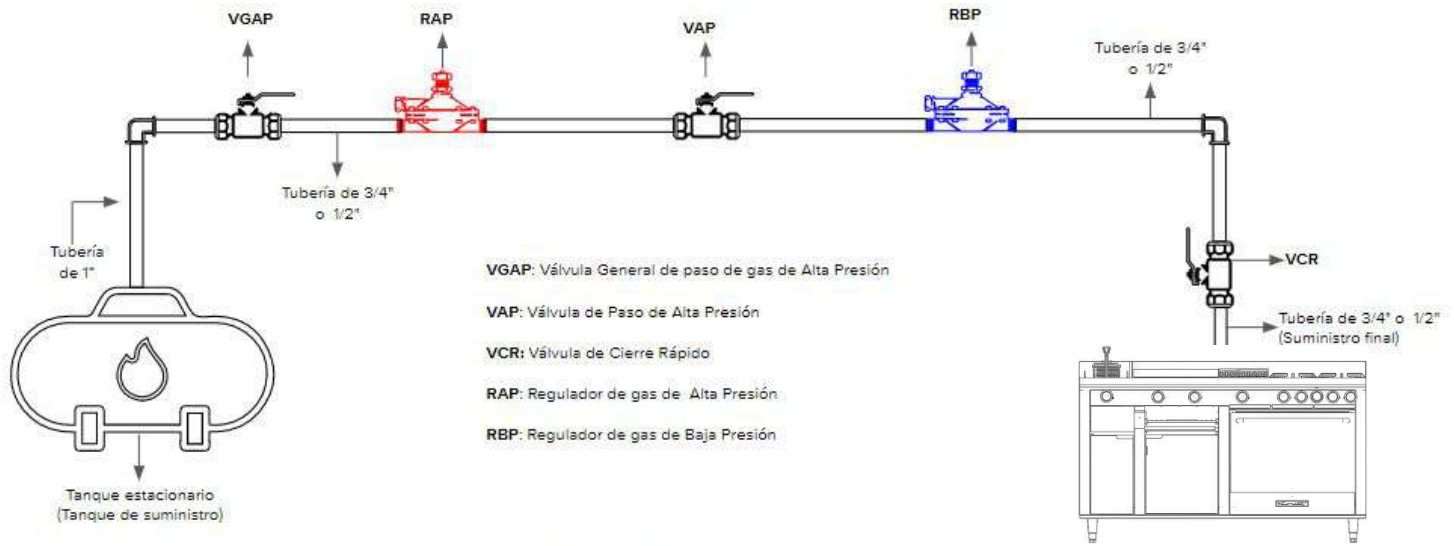 VGAP
RAP
VAP
RBP
Tubería de 3/4"
o 1/2"
Tubería de 3/4"
o 1/2"
Tubería
de 1"
VGAP: Válvula General de paso de gas de Alta Presión
VCR
VAP: Válvula de Paso de Alta Presión
Tubería de 3/4" o 1/2"
(Suministro final)
VCR: Válvula de Cierre Rápido
RAP: Regulador de gas de Alta Presión
RBP: Regulador de gas de Baja Presión
Tanque estacionario
(Tanque de suministro)